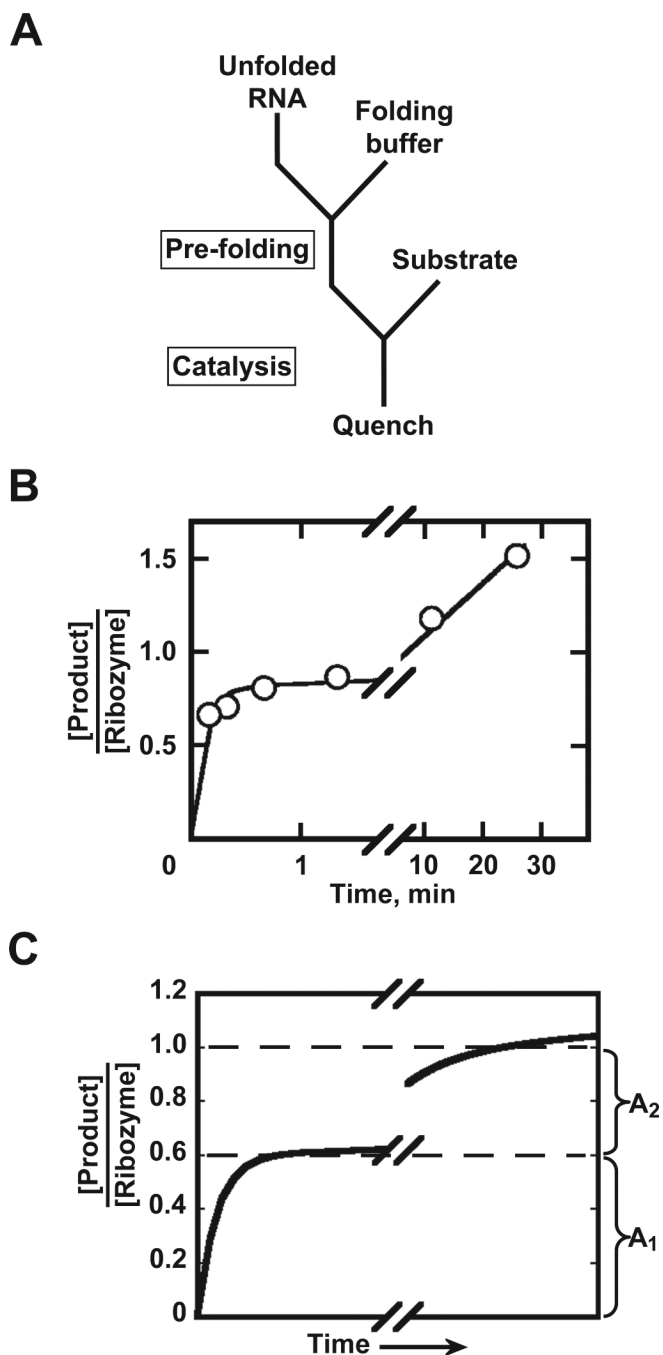 A
Unfolded
RNA
Folding
buffer
Pre-folding
Substrate
Catalysis
Quench
B
[Product]
[Ribozyme]
1.5
1.0
0.5
0
1
10
20
30
Time, min
C
[Product]
[Ribozyme]
1.2
1.0
0.8
0.6
0.4
0.2
0
A2
A1
Time